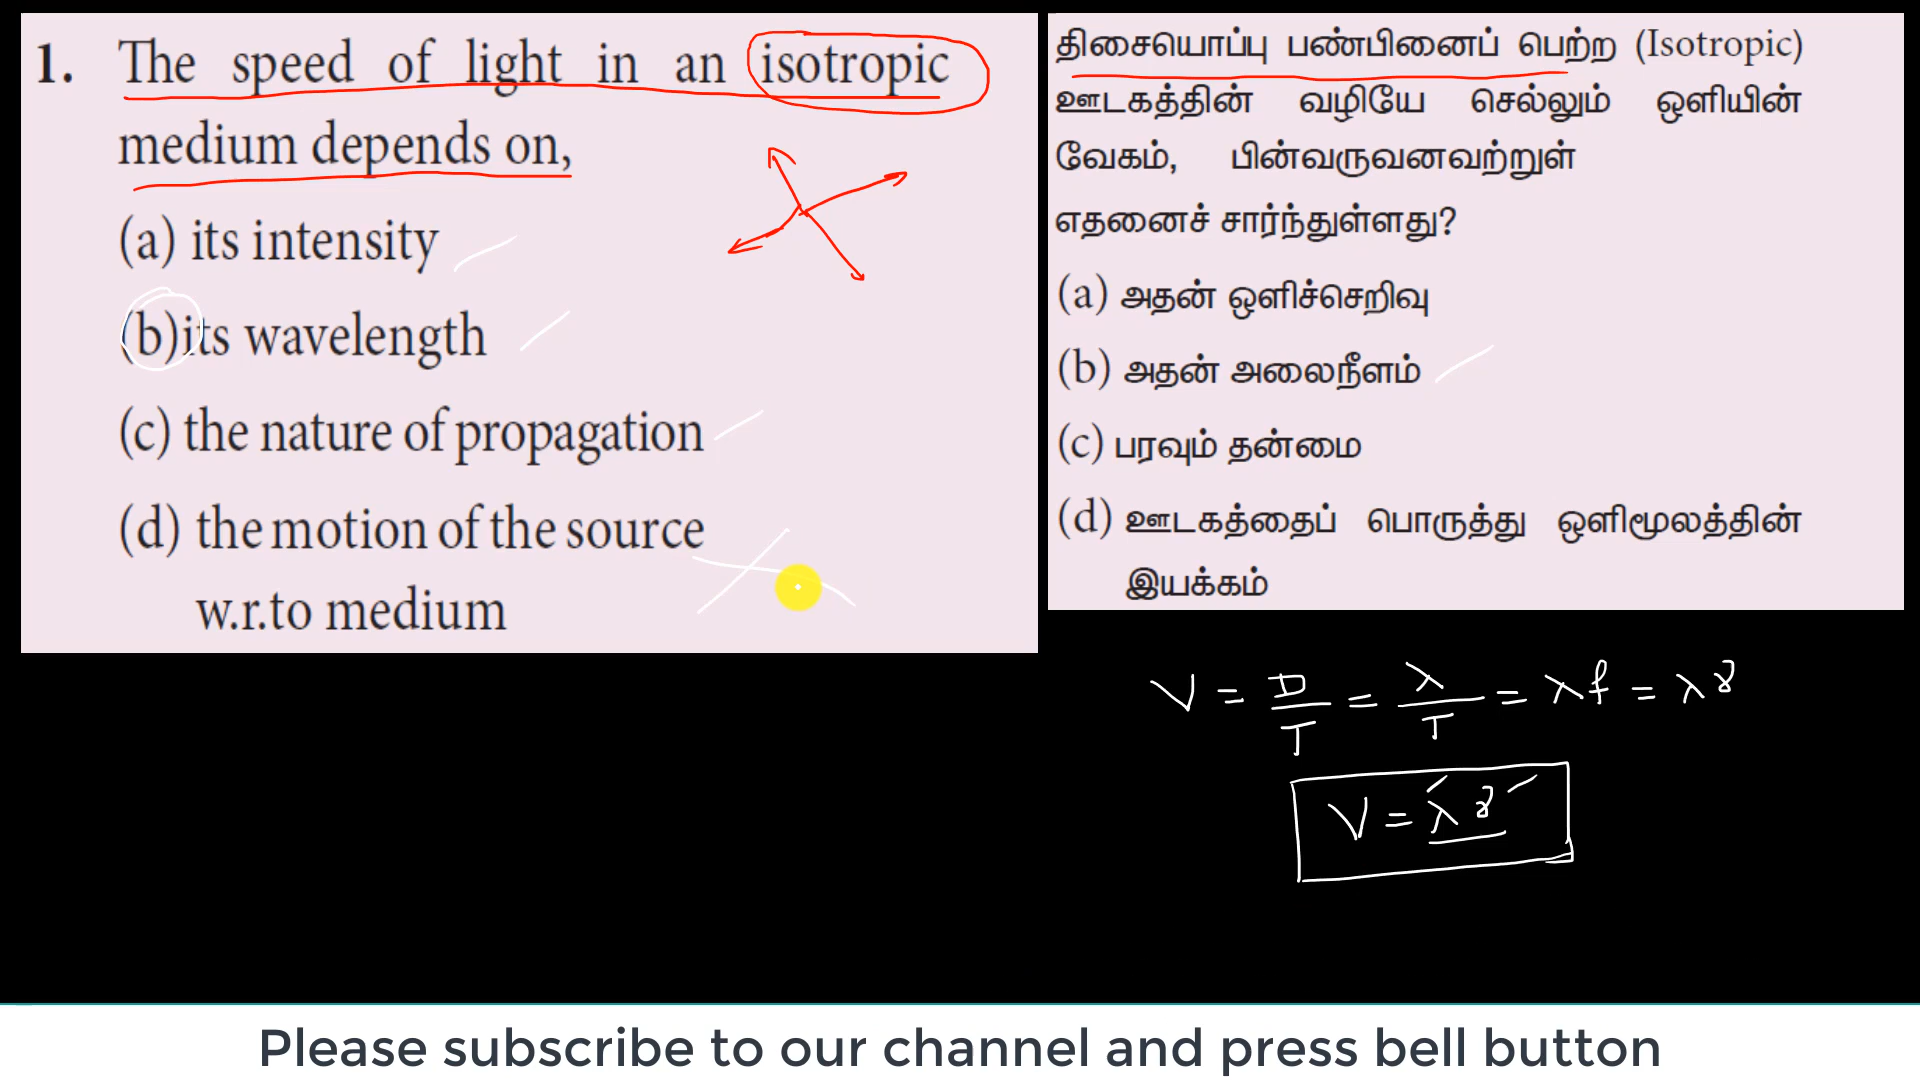 1. The speed of light in an isotropic
medium depends on,
(a) its intensity
(b) its wavelength
(c) the nature of propagation
(d) the motion of the source
w.r.to medium
திசையொப்பு பண்பினைப் பெற்ற (Isotropic)
ஊடகத்தின் வழியே செல்லும் ஒளியின்
வேகம், பின்வருவனவற்றுள்
எதனைச் சார்ந்துள்ளது?
(a) அதன் ஒளிச்செறிவு
(b) அதன் அலைநீளம்
(c) பரவும் தன்மை
(d) ஊடகத்தைப் பொருத்து ஒளிமூலத்தின்
இயக்கம்
V = D/T = λ/T = λf = λγ
V = λγ
Please subscribe to our channel and press bell button